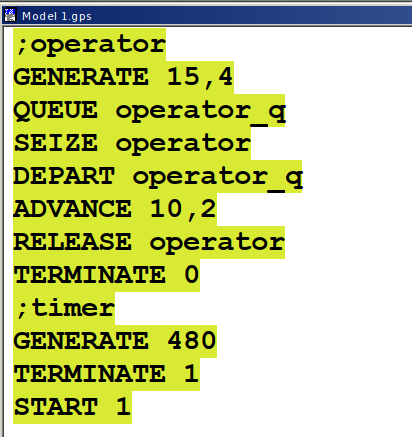 Model 1.gps
;operator
GENERATE 15,4
QUEUE operator_q
SEIZE operator
DEPART operator_q
ADVANCE 10,2
RELEASE operator
TERMINATE 0
;timer
GENERATE 480
TERMINATE 1
START 1